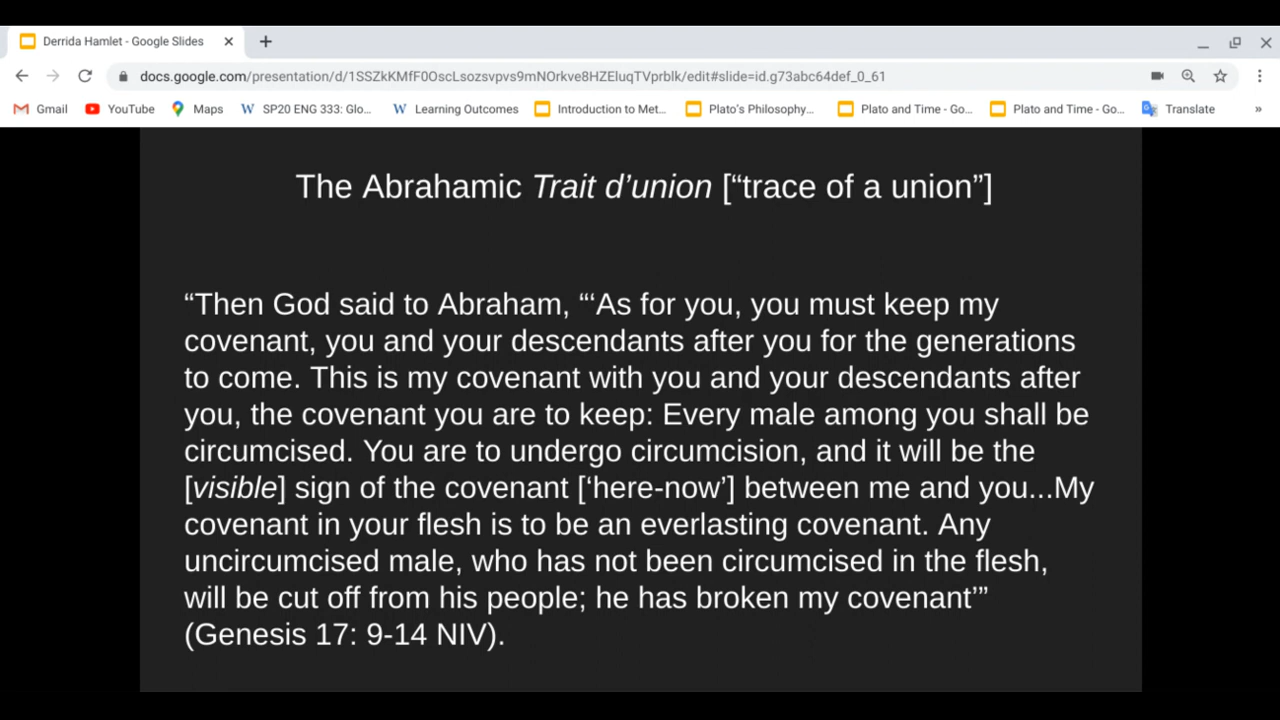 Derrida Hamlet - Google Slides
docs.google.com/presentation/d/1SSZkKMfF0OscLsozsvpvs9mNOrkve8HZEluqTVprblk/edit#slide=id.g73abc64def_0_61
Gmail YouTube Maps SP20 ENG 333: Glo... Learning Outcomes Introduction to Met... Plato's Philosophy... Plato and Time - Go... Plato and Time - Go... Translate »
The Abrahamic Trait d’union [“trace of a union”]
“Then God said to Abraham, “‘As for you, you must keep my
covenant, you and your descendants after you for the generations
to come. This is my covenant with you and your descendants after
you, the covenant you are to keep: Every male among you shall be
circumcised. You are to undergo circumcision, and it will be the
[visible] sign of the covenant [‘here-now’] between me and you...My
covenant in your flesh is to be an everlasting covenant. Any
uncircumcised male, who has not been circumcised in the flesh,
will be cut off from his people; he has broken my covenant’”
(Genesis 17: 9-14 NIV).